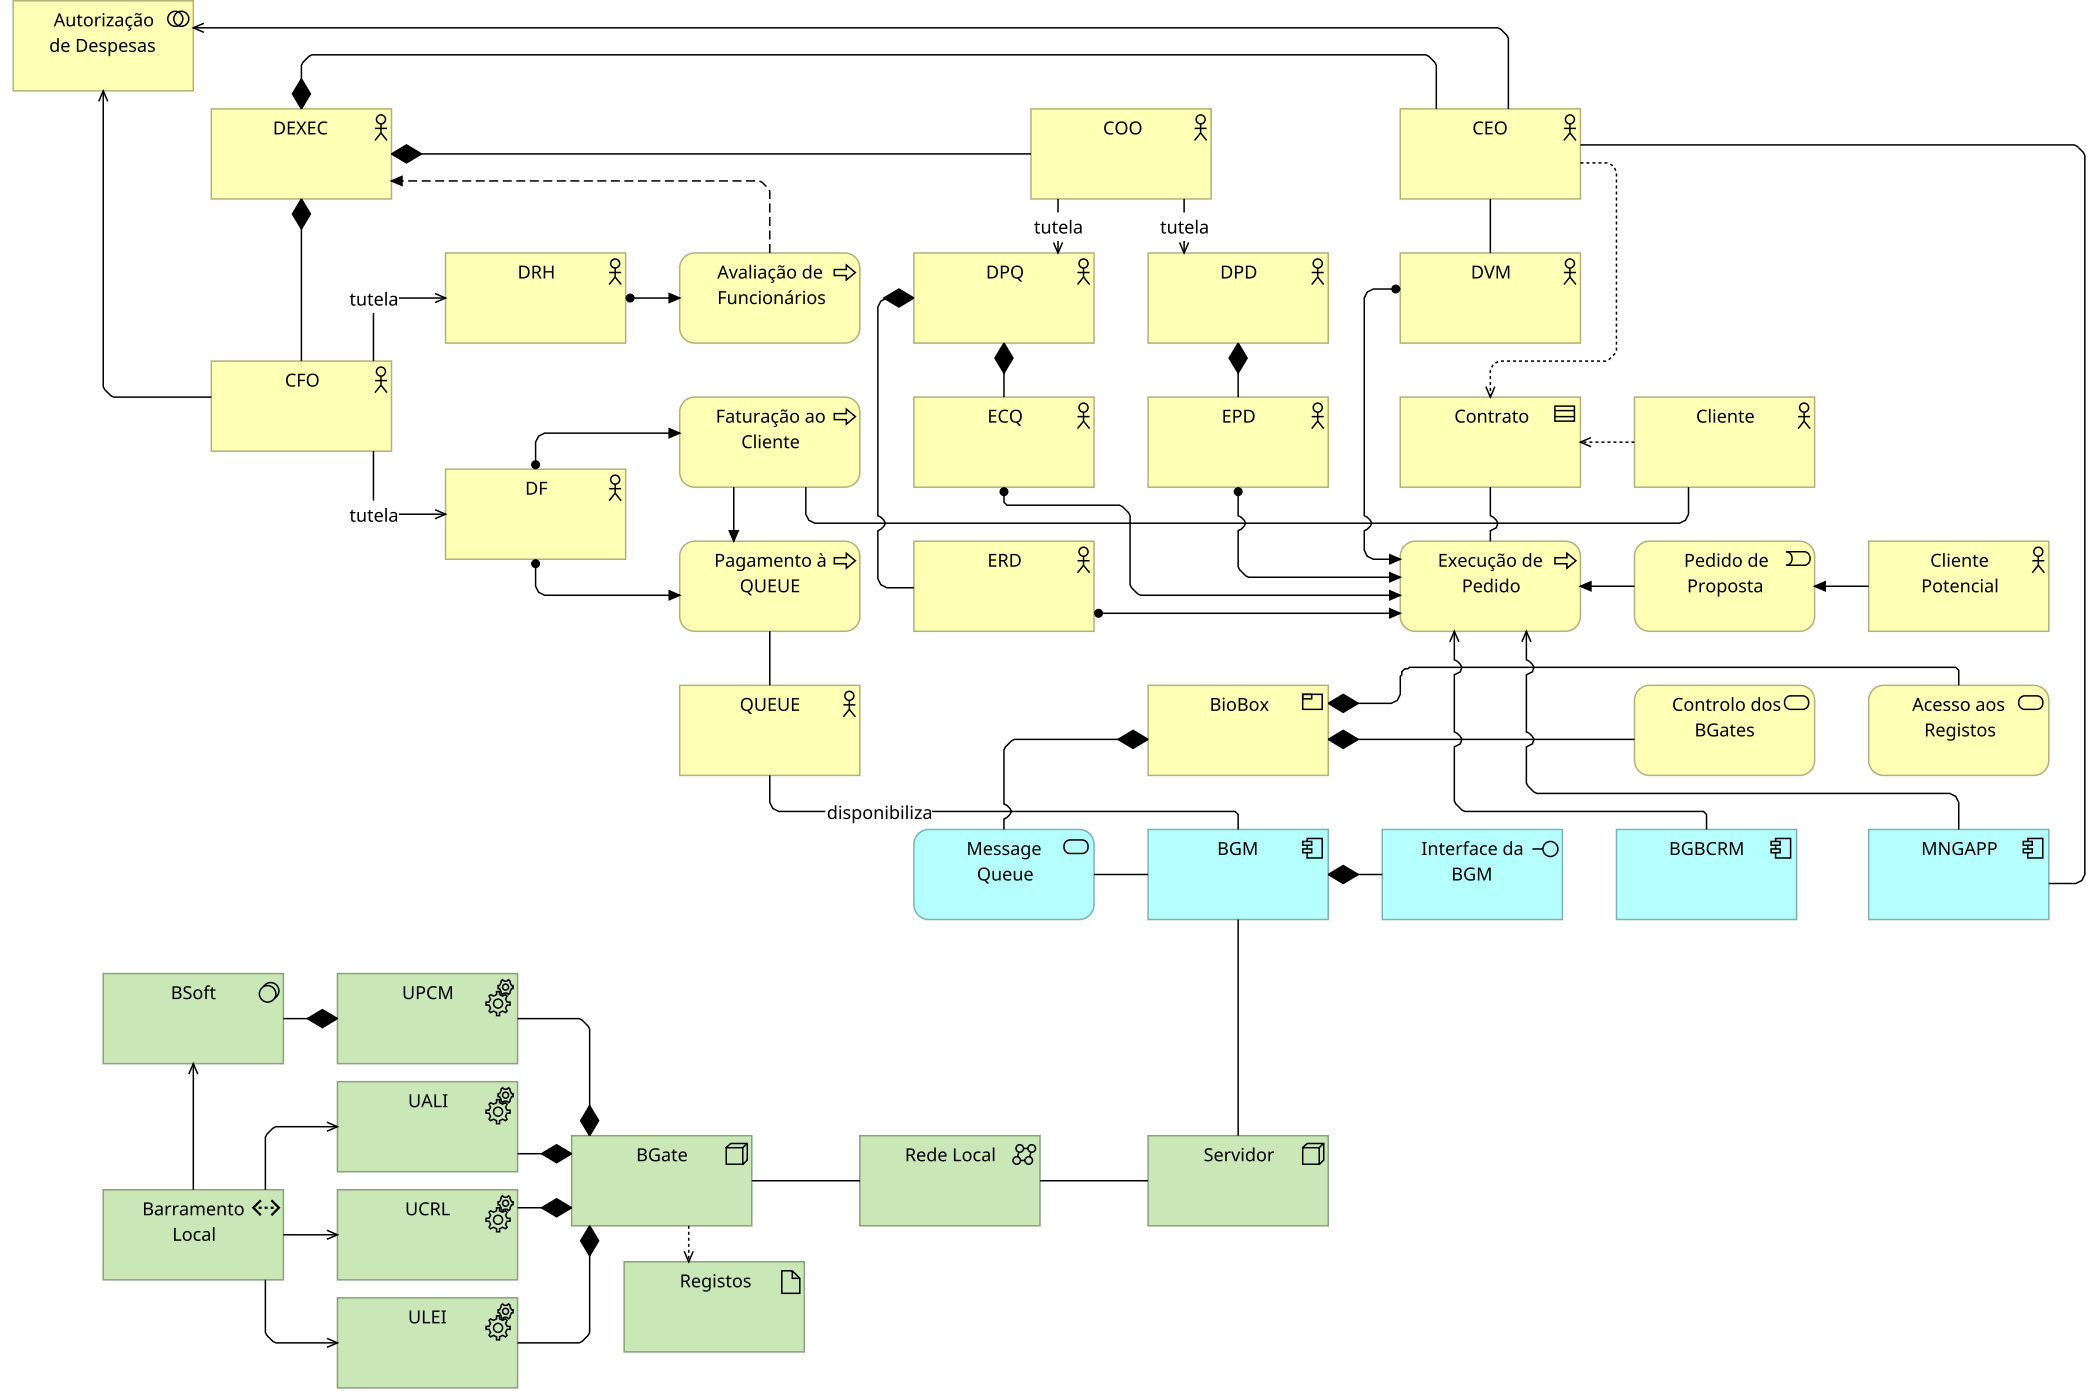 Autorização
de Despesas
DEXEC
COO
CEO
tutela
tutela
DRH
Avaliação de
Funcionários
DPQ
DPD
DVM
tutela
CFO
Faturação ao
Cliente
ECQ
EPD
Contrato
Cliente
DF
tutela
Pagamento à
QUEUE
ERD
Execução de
Pedido
Pedido de
Proposta
Cliente
Potencial
QUEUE
BioBox
Controlo dos
BGates
Acesso aos
Registos
disponibiliza
Message
Queue
BGM
Interface da
BGM
BGBCRM
MNGAPP
BSoft
UPCM
UALI
BGate
Rede Local
Servidor
Barramento
Local
UCRL
Registos
ULEI